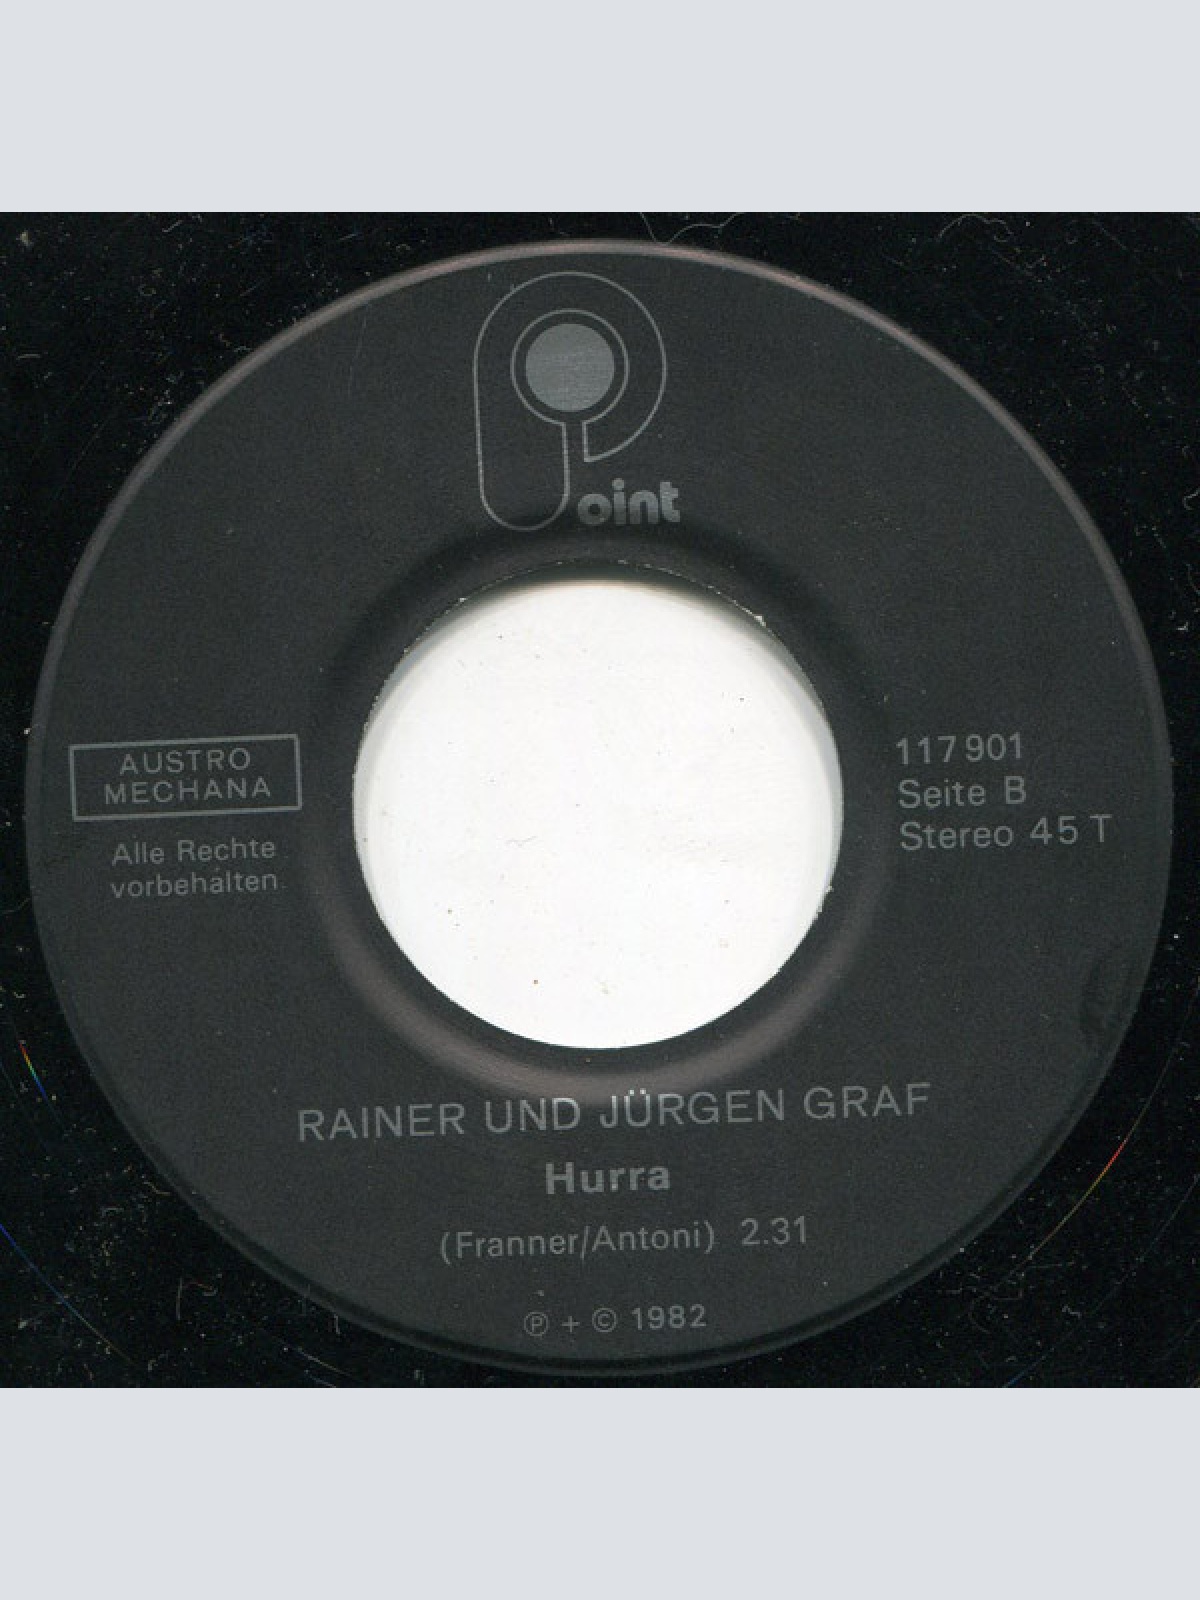 Point
AUSTRO
MECHANA
Alle Rechte
vorbehalten
117 901
Seite B
Stereo 45 T
RAINER UND JÜRGEN GRAF
Hurra
(Franner/Antoni) 2.31
℗ + © 1982